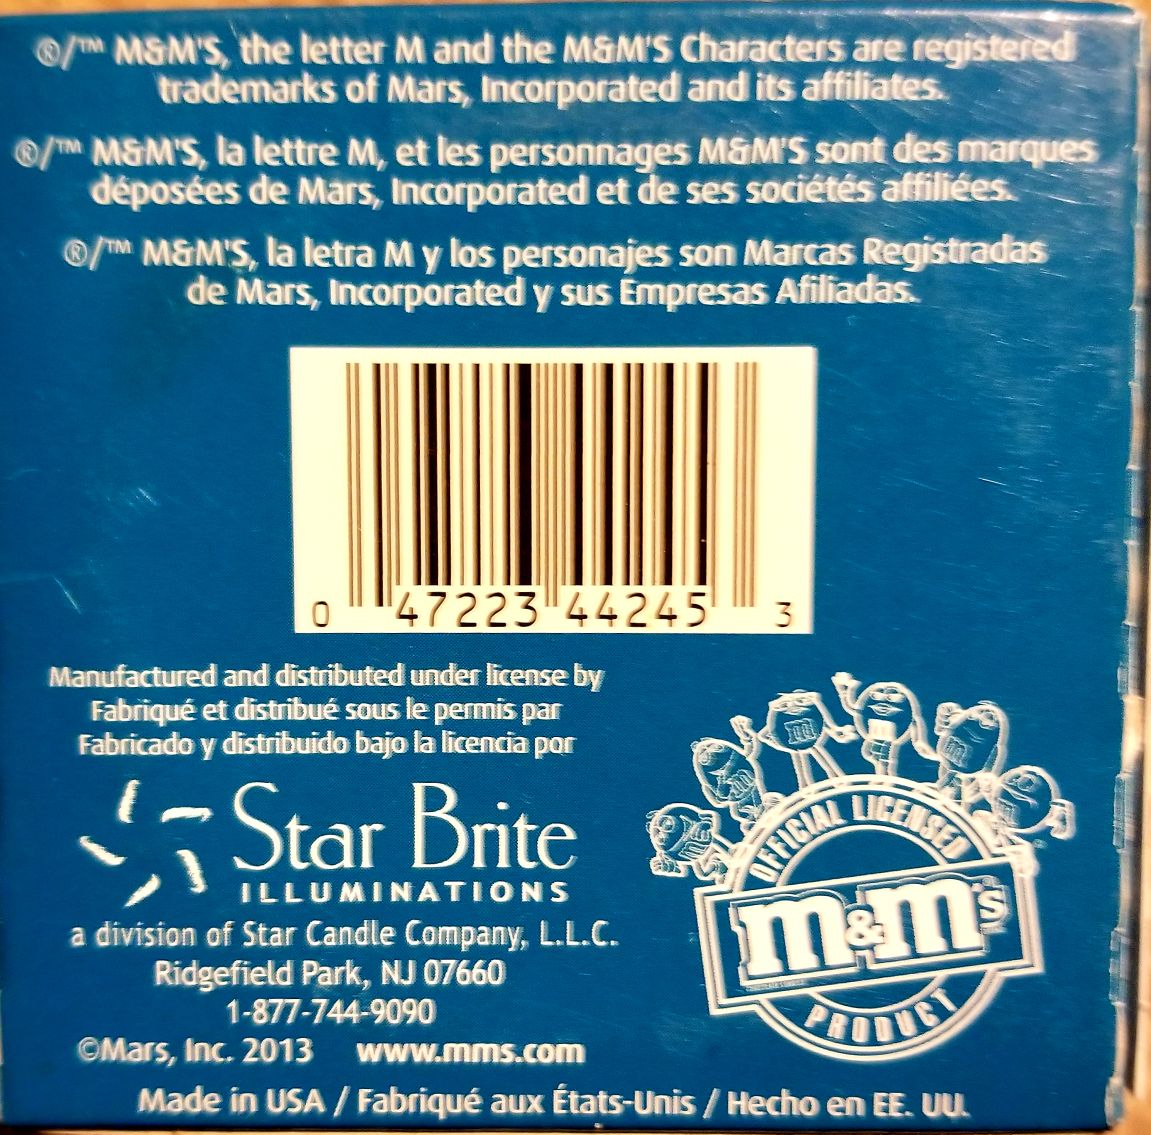 ®/™ M&M'S, the letter M and the M&M'S Characters are registered
trademarks of Mars, Incorporated and its affiliates.
®/™ M&M'S, la lettre M, et les personnages M&M'S sont des marques
déposées de Mars, Incorporated et de ses sociétés affiliées.
®/™ M&M'S, la letra M y los personajes son Marcas Registradas
de Mars, Incorporated y sus Empresas Afiliadas.
0 47223 44245 3
Manufactured and distributed under license by
Fabriqué et distribué sous le permis par
Fabricado y distribuido bajo la licencia por
Star Brite
ILLUMINATIONS
a division of Star Candle Company, L.L.C.
Ridgefield Park, NJ 07660
1-877-744-9090
©Mars, Inc. 2013 www.mms.com
OFFICIAL LICENSED
m&m's
PRODUCT
Made in USA / Fabriqué aux États-Unis / Hecho en EE. UU.